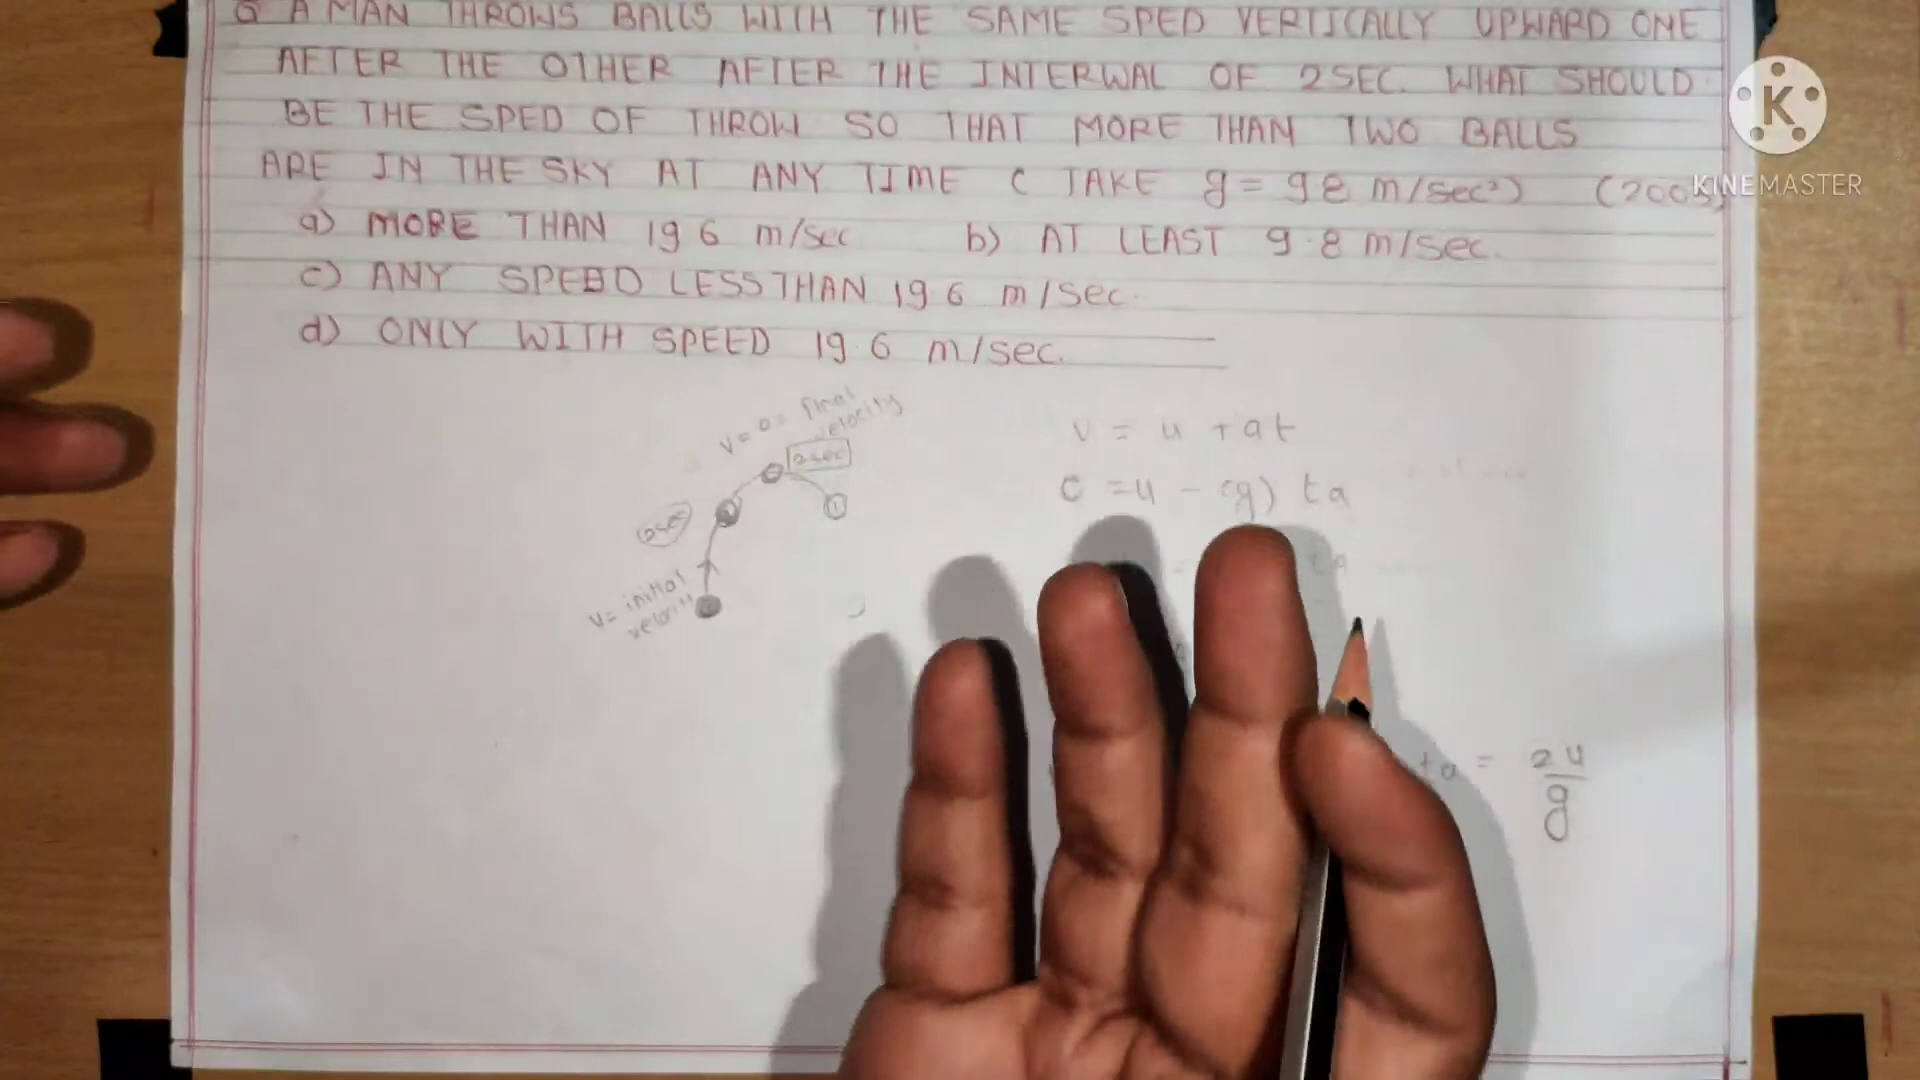 Q A MAN THROWS BALLS WITH THE SAME SPED VERTICALLY UPWARD ONE
AFTER THE OTHER AFTER THE INTERWAL OF 2SEC. WHAT SHOULD
BE THE SPED OF THROW SO THAT MORE THAN TWO BALLS
ARE IN THE SKY AT ANY TIME ( TAKE g = 98 m/sec²) (2003)
a) MORE THAN 19 6 m/sec b) AT LEAST 9.8 m/sec.
c) ANY SPEED LESS THAN 19.6 m/sec.
d) ONLY WITH SPEED 19.6 m/sec.
K
KINEMASTER
v = 0 = final
velocity
2sec
2sec
1
v= initial
velocity
v = u + at
0 = u - (g) ta
ta
ta = 2u
g